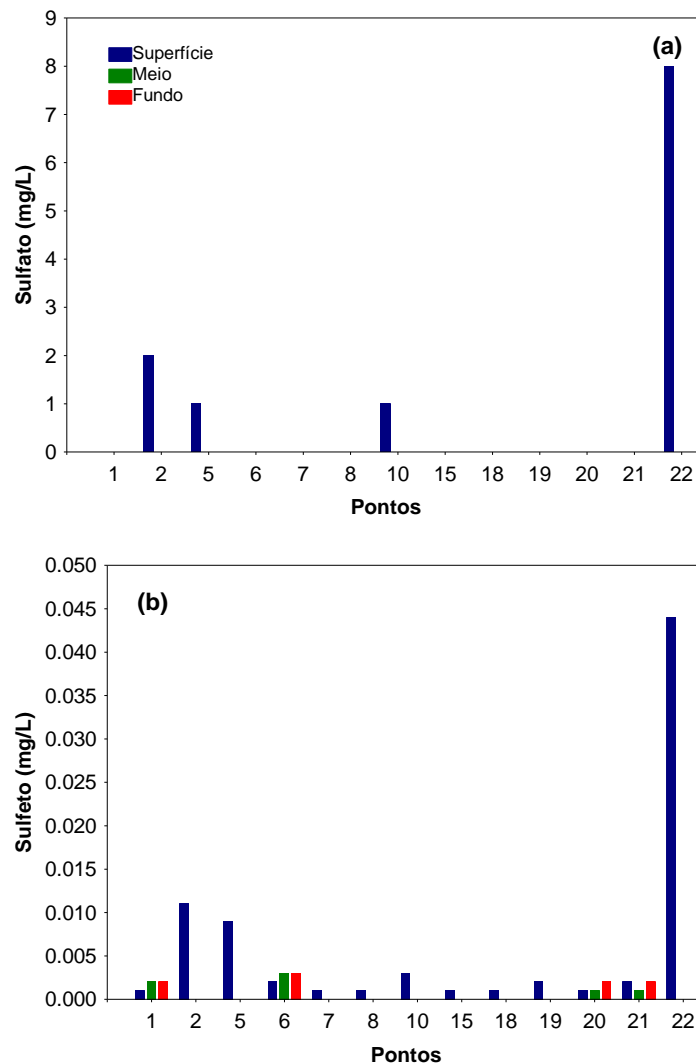 (a)
Superfície
Meio
Fundo
9
8
7
6
5
4
3
2
1
0
Sulfato (mg/L)
1 2 5 6 7 8 10 15 18 19 20 21 22
Pontos
(b)
0.050
0.045
0.040
0.035
0.030
0.025
0.020
0.015
0.010
0.005
0.000
Sulfeto (mg/L)
1 2 5 6 7 8 10 15 18 19 20 21 22
Pontos